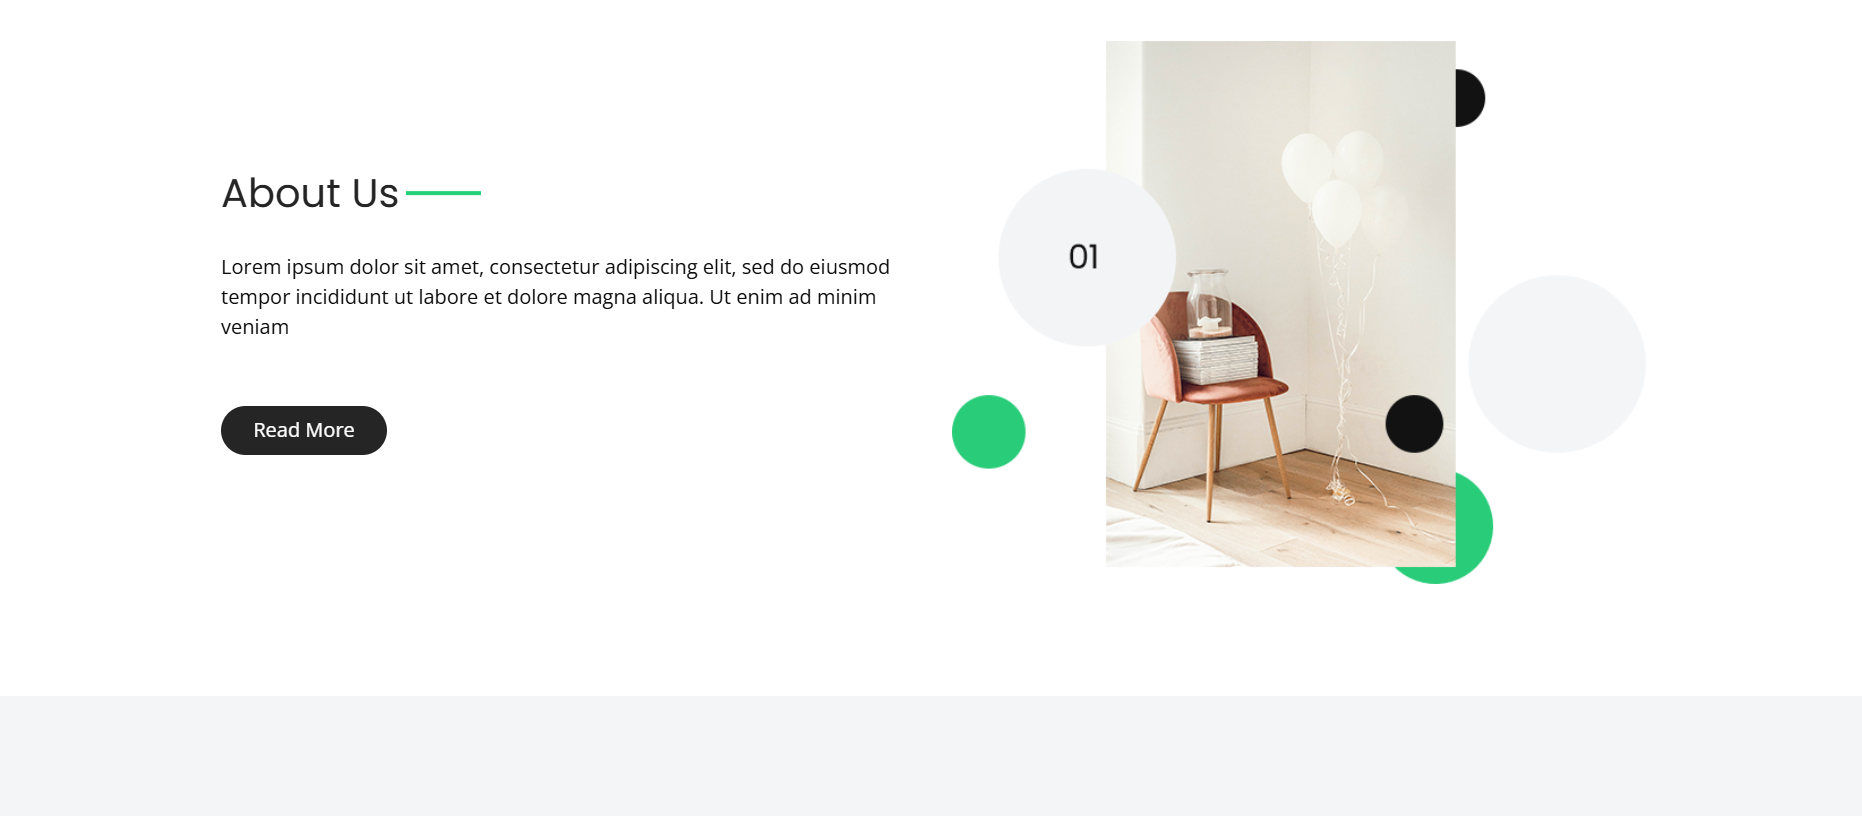 About Us
Lorem ipsum dolor sit amet, consectetur adipiscing elit, sed do eiusmod
tempor incididunt ut labore et dolore magna aliqua. Ut enim ad minim
veniam
Read More
01